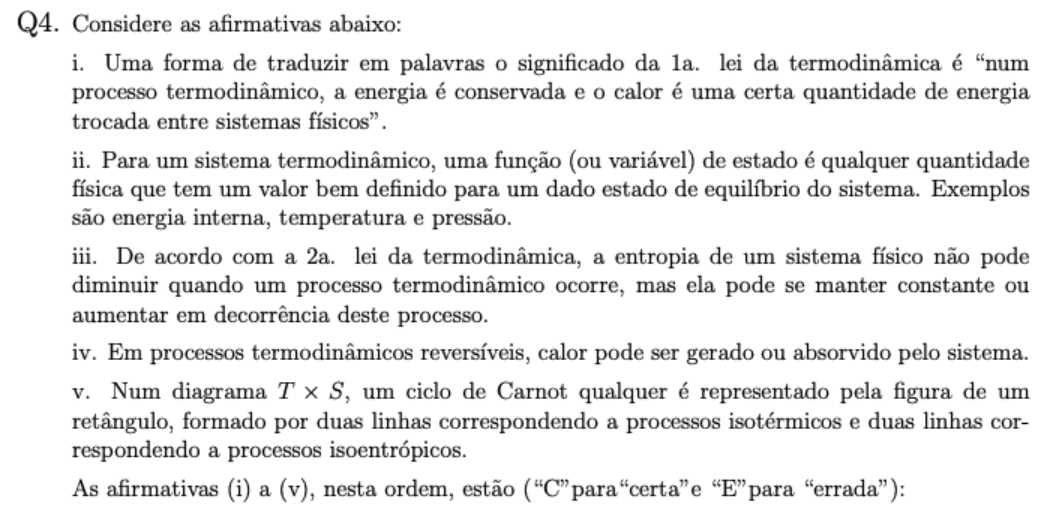 Q4. Considere as afirmativas abaixo:
i. Uma forma de traduzir em palavras o significado da 1a. lei da termodinâmica é “num
processo termodinâmico, a energia é conservada e o calor é uma certa quantidade de energia
trocada entre sistemas físicos”.
ii. Para um sistema termodinâmico, uma função (ou variável) de estado é qualquer quantidade
física que tem um valor bem definido para um dado estado de equilíbrio do sistema. Exemplos
são energia interna, temperatura e pressão.
iii. De acordo com a 2a. lei da termodinâmica, a entropia de um sistema físico não pode
diminuir quando um processo termodinâmico ocorre, mas ela pode se manter constante ou
aumentar em decorrência deste processo.
iv. Em processos termodinâmicos reversíveis, calor pode ser gerado ou absorvido pelo sistema.
v. Num diagrama T × S, um ciclo de Carnot qualquer é representado pela figura de um
retângulo, formado por duas linhas correspondendo a processos isotérmicos e duas linhas cor-
respondendo a processos isoentrópicos.
As afirmativas (i) a (v), nesta ordem, estão (“C”para“certa”e “E”para “errada”):